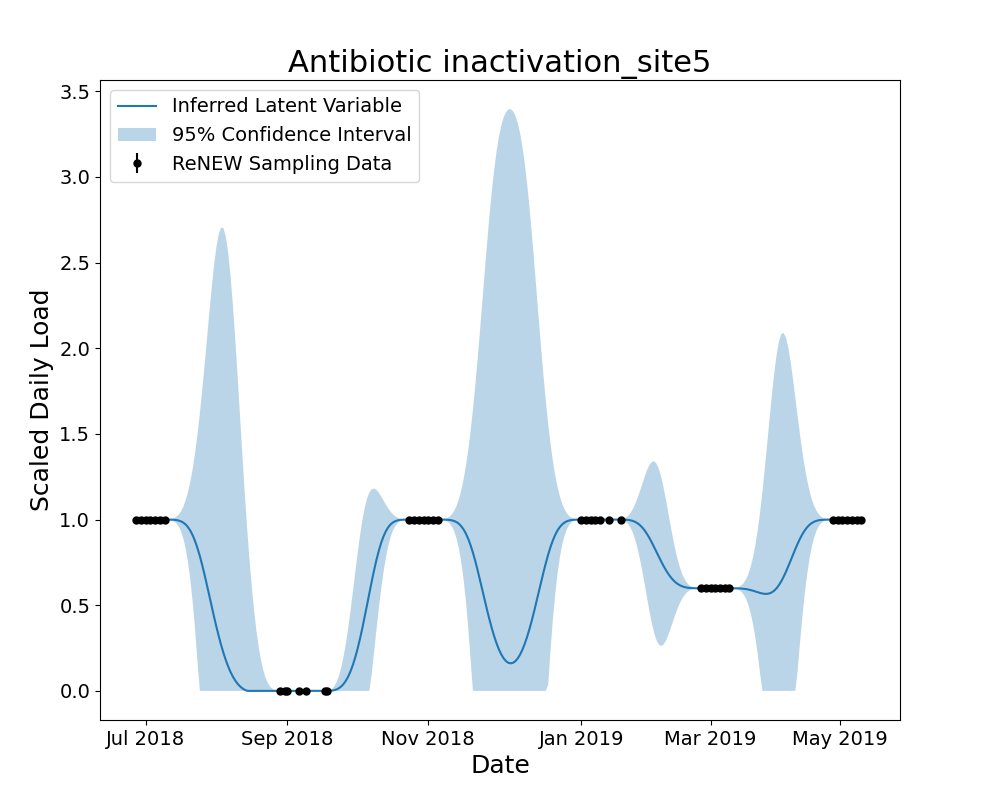 Antibiotic inactivation_site5
Inferred Latent Variable
95% Confidence Interval
ReNEW Sampling Data
Scaled Daily Load
3.5
3.0
2.5
2.0
1.5
1.0
0.5
0.0
Jul 2018 Sep 2018 Nov 2018 Jan 2019 Mar 2019 May 2019
Date